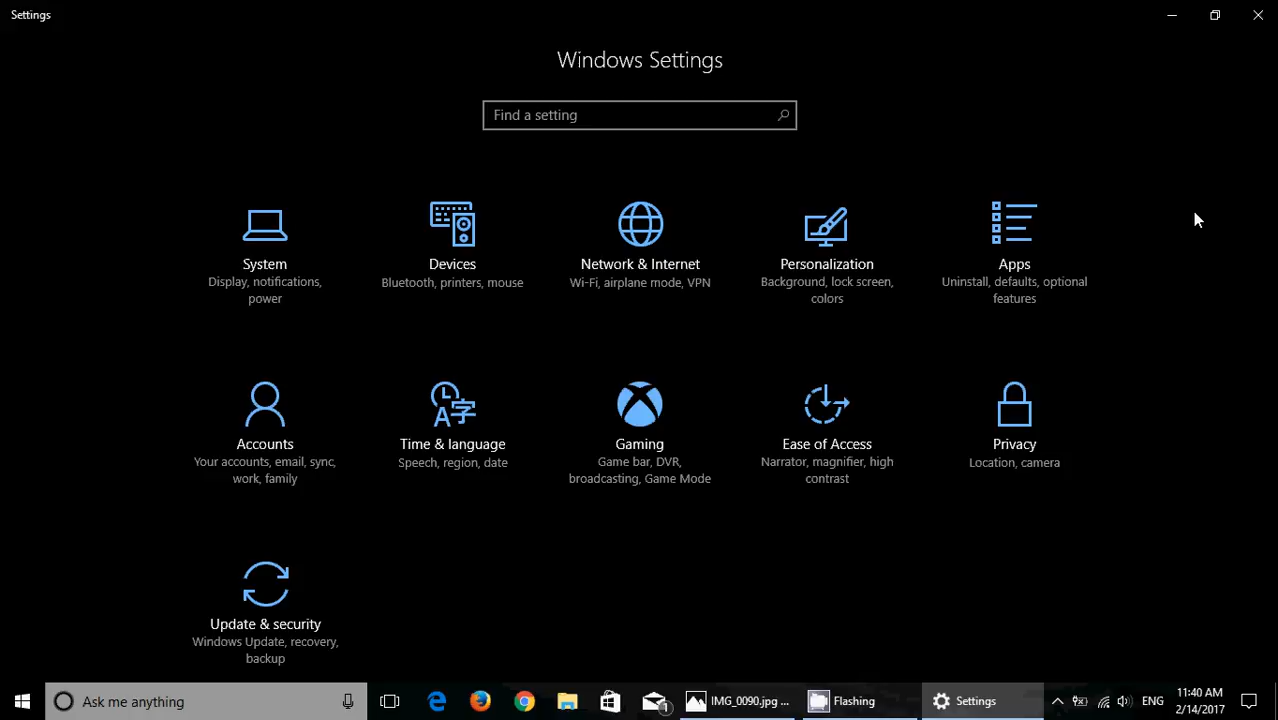 Settings
Windows Settings
Find a setting
System
Display, notifications,
power
Devices
Bluetooth, printers, mouse
Network & Internet
Wi-Fi, airplane mode, VPN
Personalization
Background, lock screen,
colors
Apps
Uninstall, defaults, optional
features
Accounts
Your accounts, email, sync,
work, family
A字
Time & language
Speech, region, date
Gaming
Game bar, DVR,
broadcasting, Game Mode
Ease of Access
Narrator, magnifier, high
contrast
Privacy
Location, camera
Update & security
Windows Update, recovery,
backup
Ask me anything
1
IMG_0090.jpg ...
Flashing
Settings
ENG
11:40 AM
2/14/2017